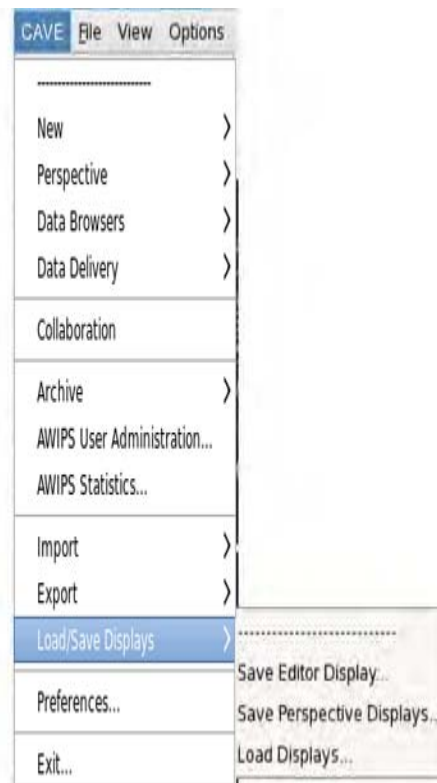 CAVE File View Options
New
Perspective
Data Browsers
Data Delivery
Collaboration
Archive
AWIPS User Administration...
AWIPS Statistics...
Import
Export
Load/Save Displays
Save Editor Display...
Save Perspective Displays...
Load Displays...
Preferences...
Exit...